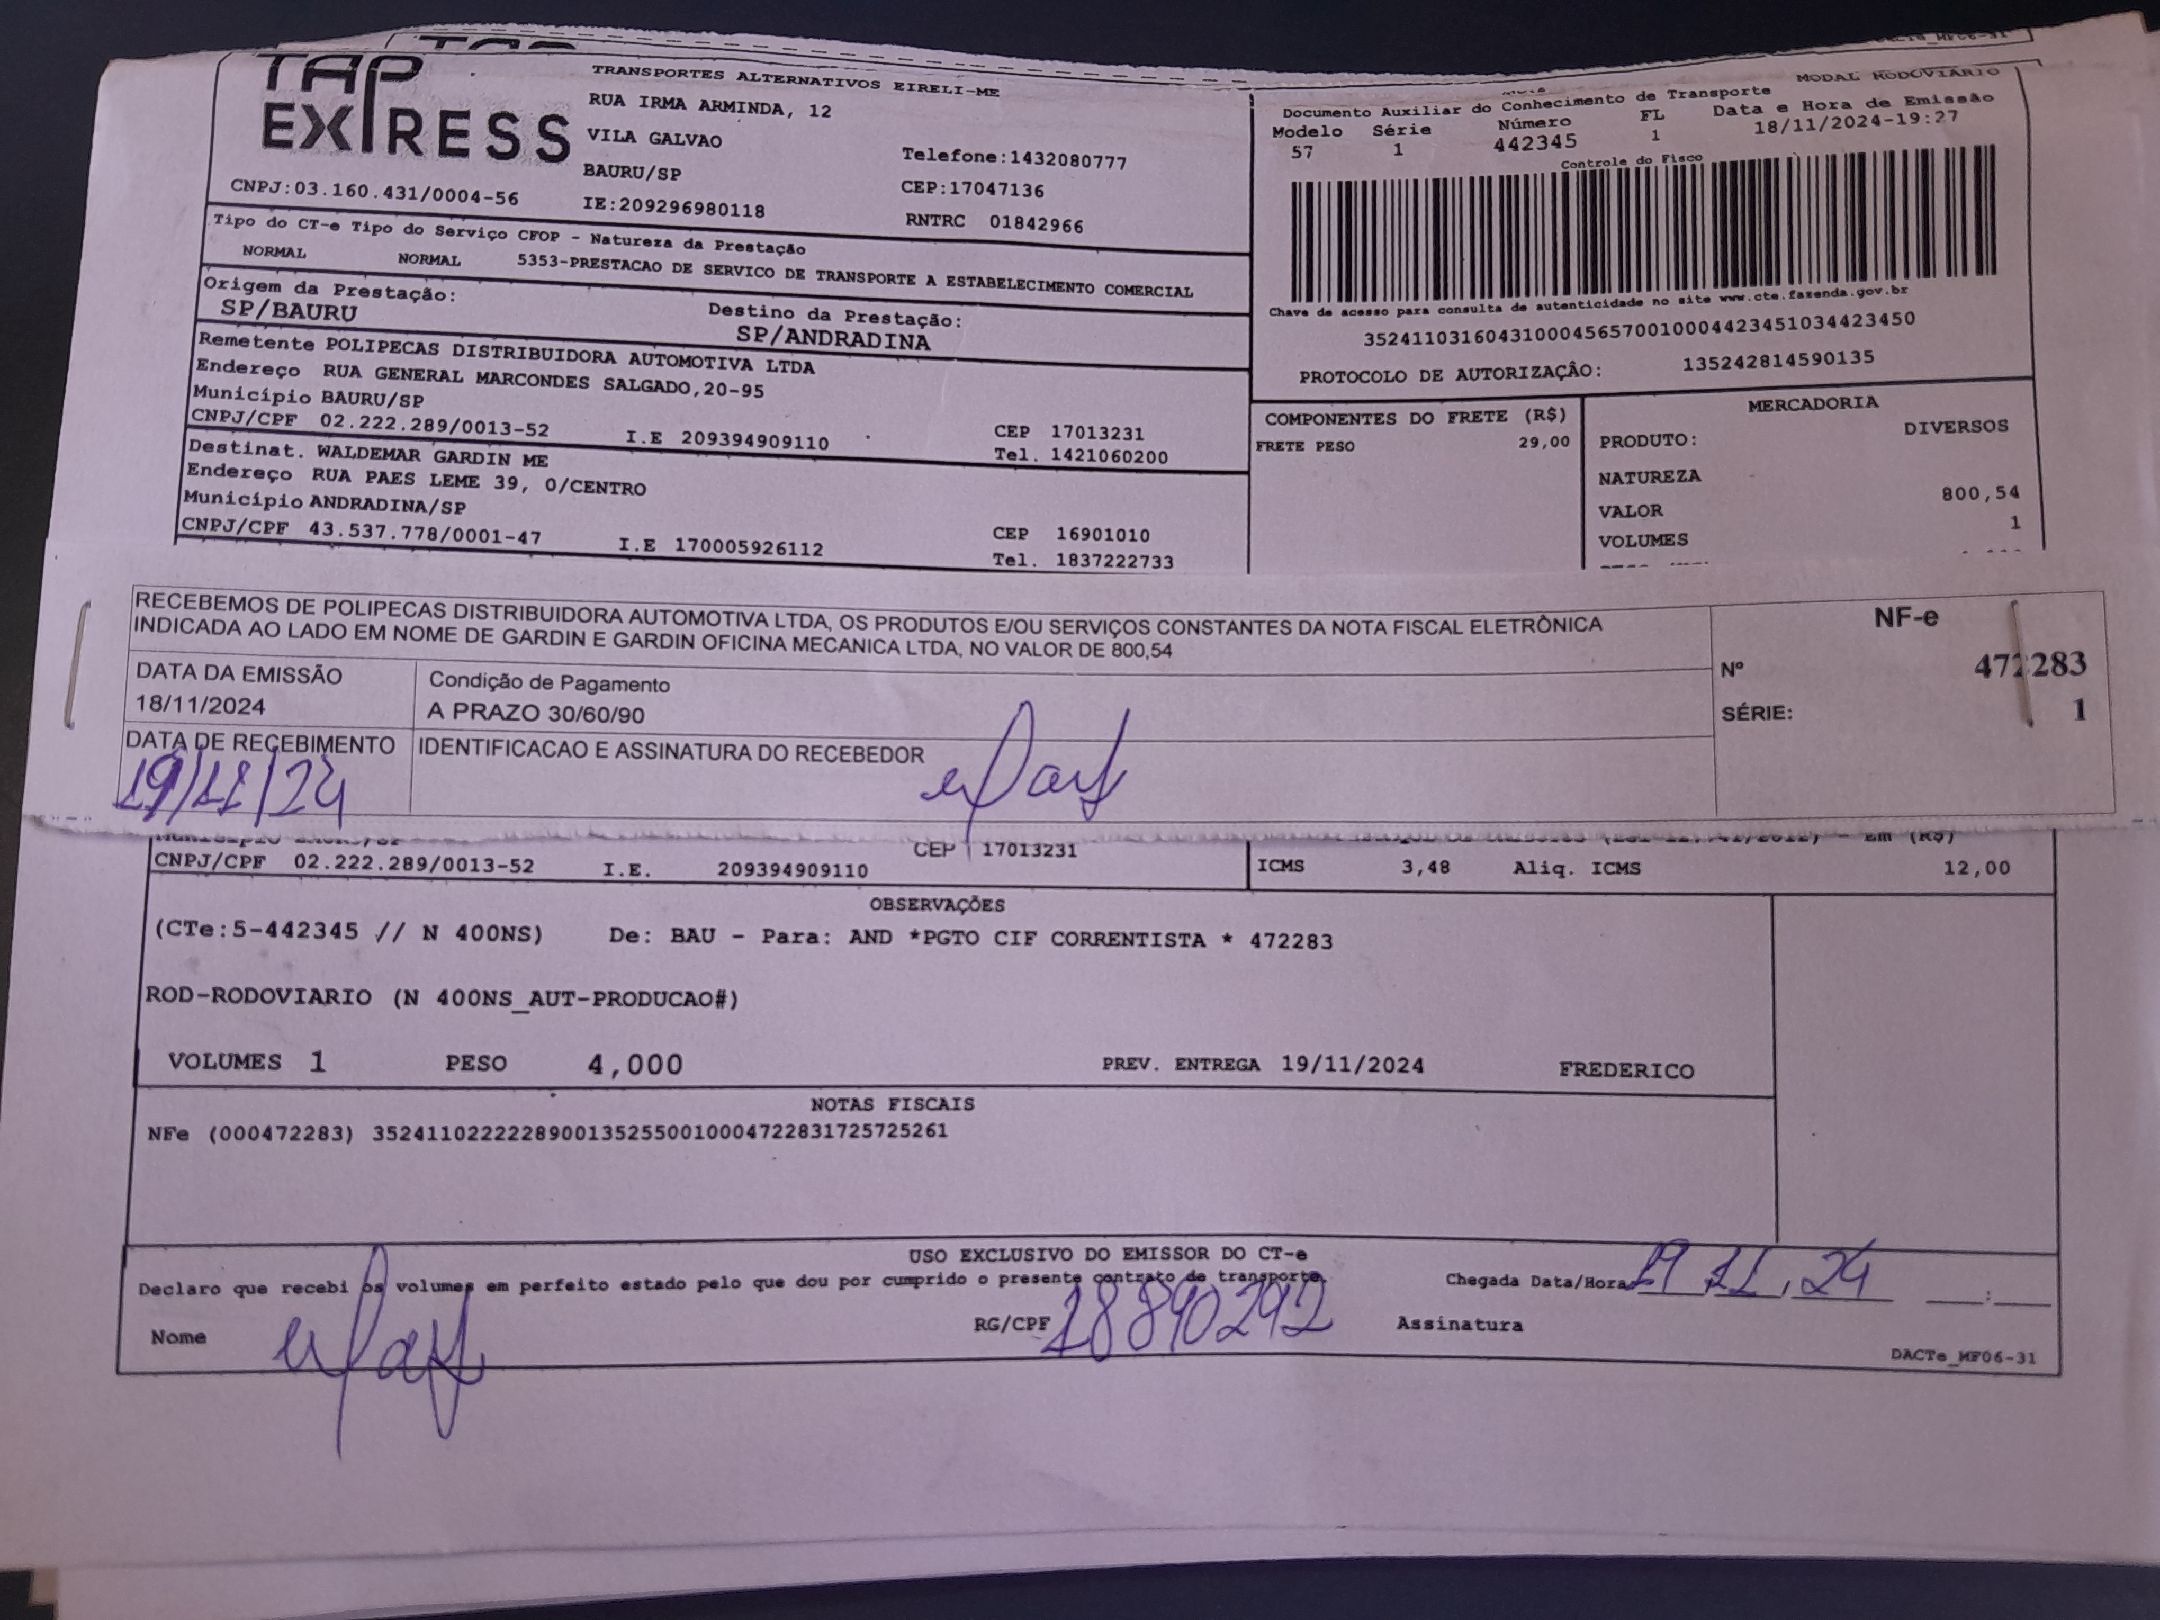 DACTe_MF06-31
TAP
EXPRESS
CNPJ:03.160.431/0004-56
TRANSPORTES ALTERNATIVOS EIRELI-ME
RUA IRMA ARMINDA, 12
VILA GALVAO
BAURU/SP
IE:209296980118
Telefone:1432080777
CEP:17047136
RNTRC 01842966
MODAL RODOVIÁRIO
Documento Auxiliar do Conhecimento de Transporte
Modelo Série Número FL Data e Hora de Emissão
57 1 442345 1 18/11/2024-19:27
Controle do Fisco
Chave de acesso para consulta de autenticidade no site www.cte.fazenda.gov.br
35241103160431000456570010004423451034423450
PROTOCOLO DE AUTORIZAÇÃO: 135242814590135
Tipo do CT-e Tipo do Serviço CFOP - Natureza da Prestação
NORMAL NORMAL 5353-PRESTACAO DE SERVICO DE TRANSPORTE A ESTABELECIMENTO COMERCIAL
Origem da Prestação: Destino da Prestação:
SP/BAURU SP/ANDRADINA
Remetente POLIPECAS DISTRIBUIDORA AUTOMOTIVA LTDA
Endereço RUA GENERAL MARCONDES SALGADO,20-95
Município BAURU/SP CEP 17013231
CNPJ/CPF 02.222.289/0013-52 I.E 209394909110 Tel. 1421060200
Destinat. WALDEMAR GARDIN ME
Endereço RUA PAES LEME 39, 0/CENTRO
Município ANDRADINA/SP CEP 16901010
CNPJ/CPF 43.537.778/0001-47 I.E 170005926112 Tel. 1837222733
COMPONENTES DO FRETE (R$)
FRETE PESO 29,00
MERCADORIA
PRODUTO: DIVERSOS
NATUREZA
VALOR 800,54
VOLUMES 1
RECEBEMOS DE POLIPECAS DISTRIBUIDORA AUTOMOTIVA LTDA, OS PRODUTOS E/OU SERVIÇOS CONSTANTES DA NOTA FISCAL ELETRÔNICA
INDICADA AO LADO EM NOME DE GARDIN E GARDIN OFICINA MECANICA LTDA, NO VALOR DE 800,54
NF-e
Nº 472283
SÉRIE: 1
DATA DA EMISSÃO
18/11/2024
Condição de Pagamento
A PRAZO 30/60/90
DATA DE RECEBIMENTO
19/11/24
IDENTIFICACAO E ASSINATURA DO RECEBEDOR
CNPJ/CPF 02.222.289/0013-52 I.E. 209394909110 CEP 17013231
Em (R$)
ICMS 3,48 Aliq. ICMS 12,00
OBSERVAÇÕES
(CTe:5-442345 // N 400NS) De: BAU - Para: AND *PGTO CIF CORRENTISTA * 472283
ROD-RODOVIARIO (N 400NS_AUT-PRODUCAO#)
VOLUMES 1 PESO 4,000 PREV. ENTREGA 19/11/2024 FREDERICO
NOTAS FISCAIS
NFe (000472283) 35241102222289001352550010004722831725725261
USO EXCLUSIVO DO EMISSOR DO CT-e
Declaro que recebi os volumes em perfeito estado pelo que dou por cumprido o presente contrato de transporte.
Chegada Data/Hora 19 11, 24 __:__
Nome
RG/CPF 18890292
Assinatura
DACTe_MF06-31